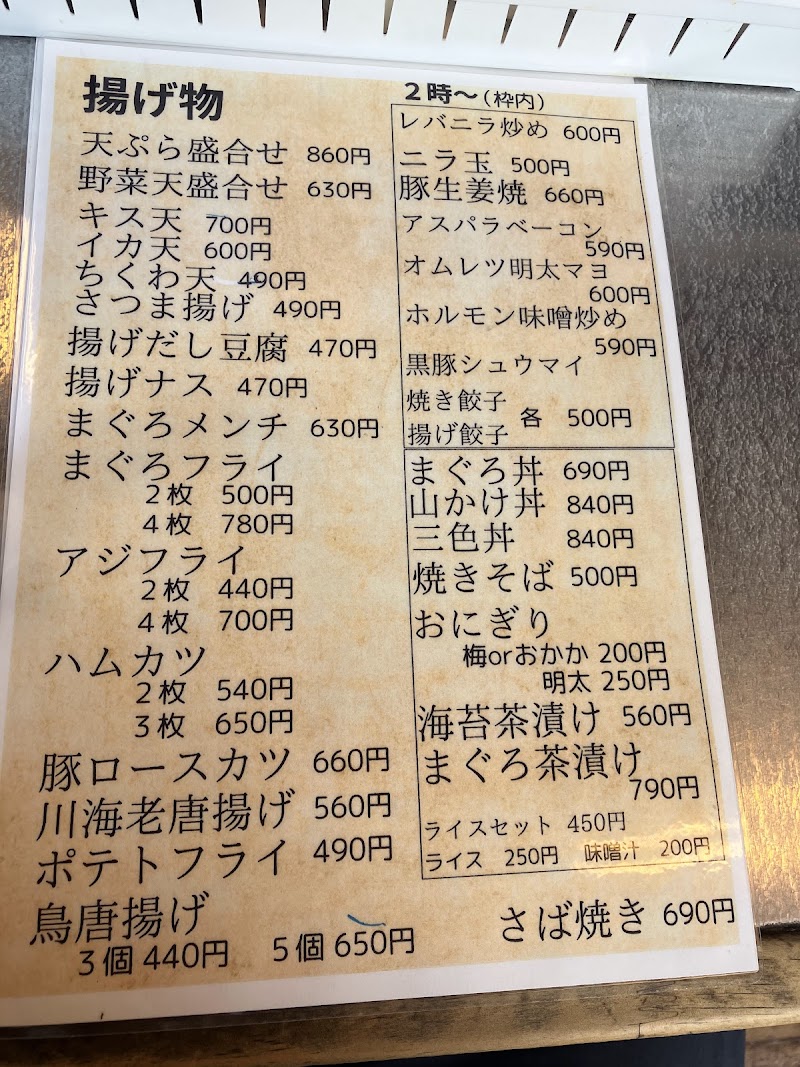 揚げ物
天ぷら盛合せ 860円
野菜天盛合せ 630円
キス天 700円
イカ天 600円
ちくわ天 490円
さつま揚げ 490円
揚げだし豆腐 470円
揚げナス 470円
まぐろメンチ 630円
まぐろフライ
2枚 500円
4枚 780円
アジフライ
2枚 440円
4枚 700円
ハムカツ
2枚 540円
3枚 650円
豚ロースカツ 660円
川海老唐揚げ 560円
ポテトフライ 490円
鳥唐揚げ
3個 440円 5個 650円
2時〜(枠内)
レバニラ炒め 600円
ニラ玉 500円
豚生姜焼 660円
アスパラベーコン
590円
オムレツ明太マヨ
600円
ホルモン味噌炒め
590円
黒豚シュウマイ
焼き餃子
揚げ餃子
各 500円
まぐろ丼 690円
山かけ丼 840円
三色丼 840円
焼きそば 500円
おにぎり
梅orおかか 200円
明太 250円
海苔茶漬け 560円
まぐろ茶漬け
790円
ライスセット 450円
ライス 250円 味噌汁 200円
さば焼き 690円